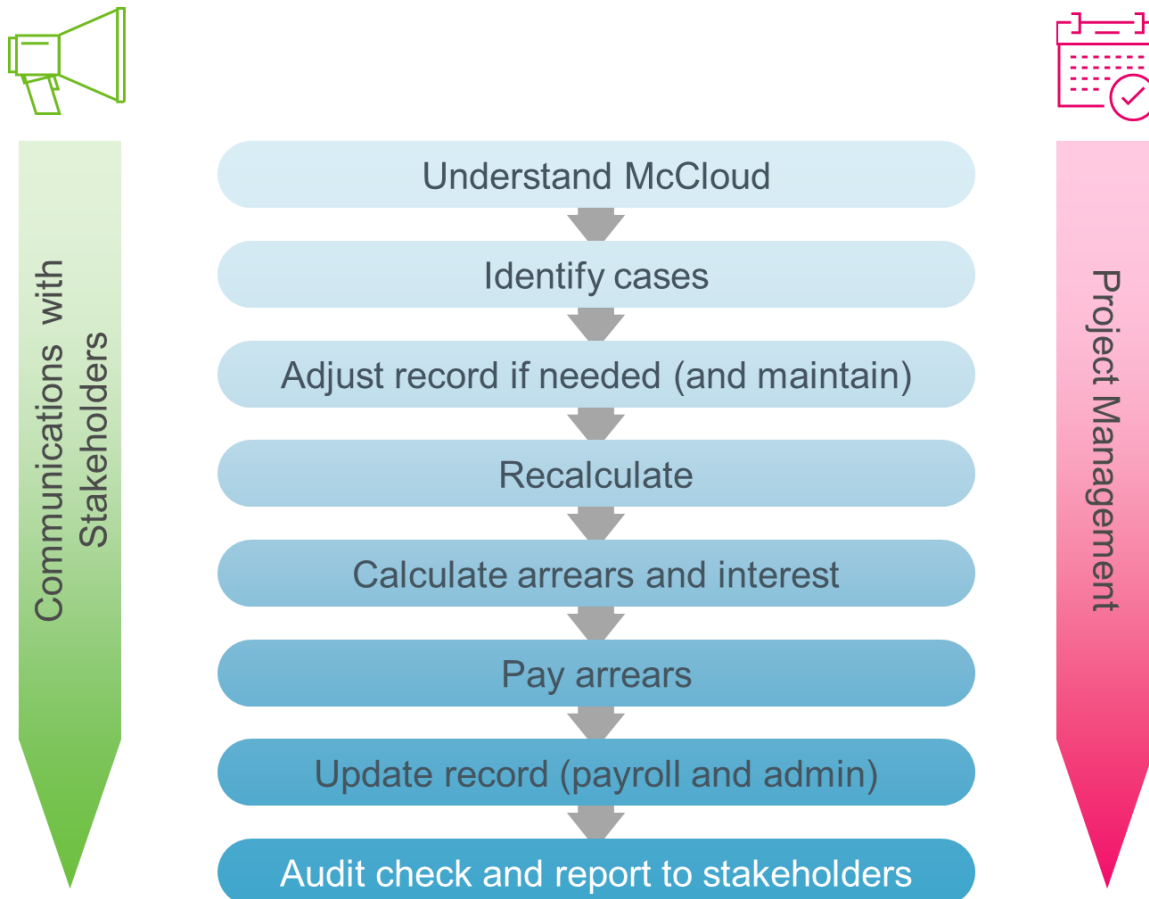 Understand McCloud
Identify cases
Adjust record if needed (and maintain)
Recalculate
Calculate arrears and interest
Pay arrears
Update record (payroll and admin)
Audit check and report to stakeholders
Communications with
Stakeholders
Project Management